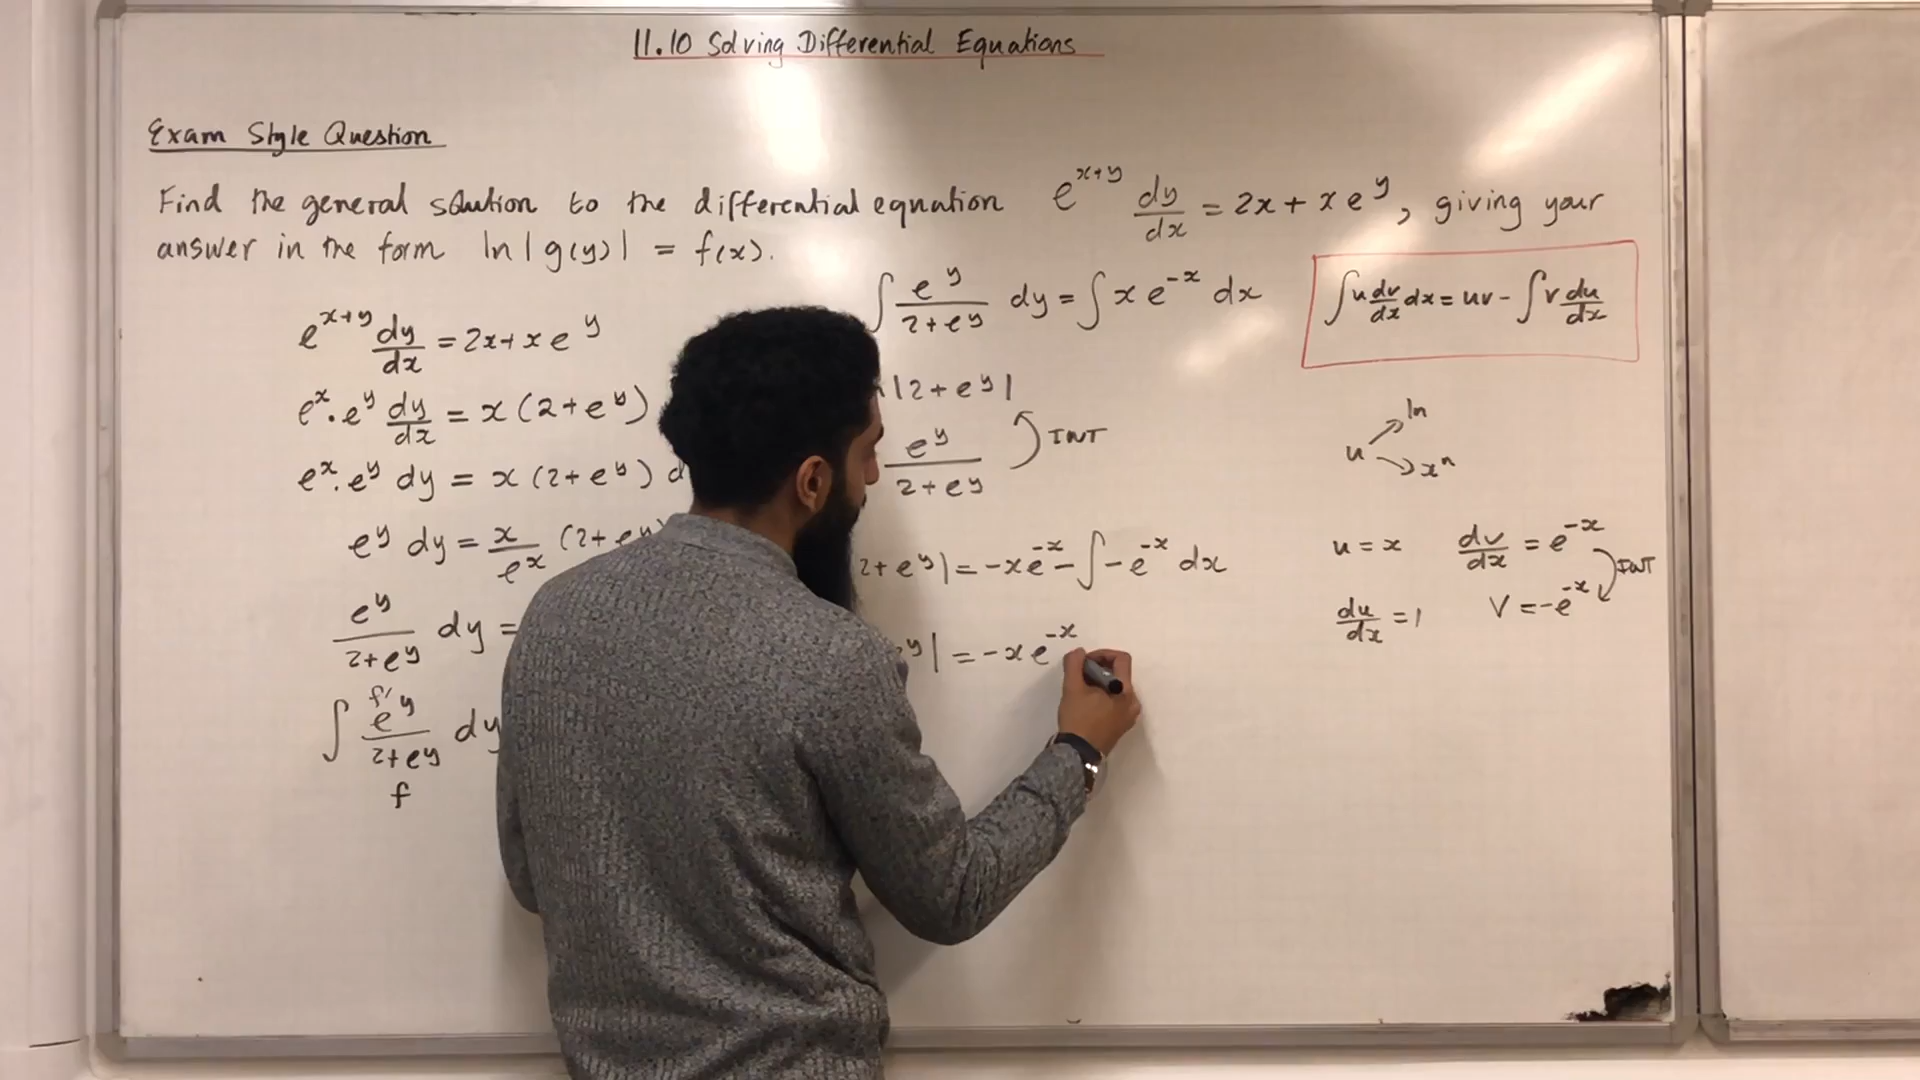 11.10 Solving Differential Equations
Exam Style Question
Find the general solution to the differential equation e^{x+y} dy/dx = 2x + x e^y, giving your
answer in the form ln|g(y)| = f(x).
e^{x+y} dy/dx = 2x + x e^y
e^x . e^y dy/dx = x(2+e^y)
e^x . e^y dy = x(2+e^y) d
e^y dy = x/e^x (2+e^y)
e^y/(2+e^y) dy =
f'
∫ e^y/(2+e^y) dy
f
∫ e^y/(2+e^y) dy = ∫ x e^{-x} dx
|2+e^y|
e^y/(2+e^y) INT
2+e^y| = -xe^{-x} - ∫ -e^{-x} dx
y| = -x e^{-x}
∫ u dv/dx dx = uv - ∫ v du/dx
ln
u
x^n
u = x dv/dx = e^{-x}
INT
du/dx = 1 V = -e^{-x}